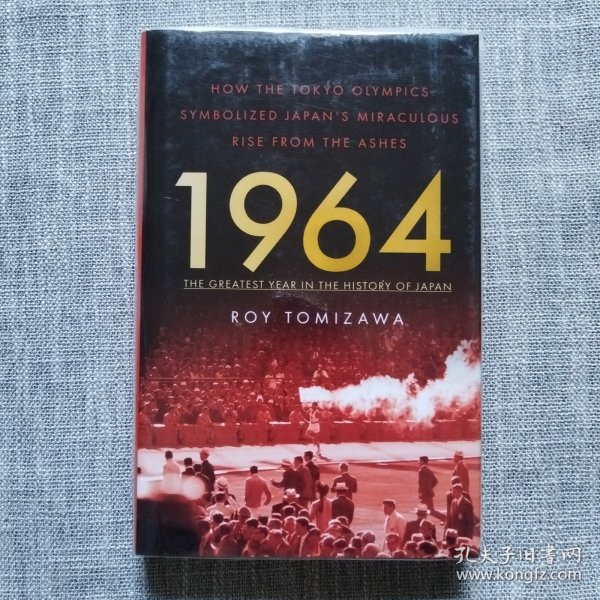 HOW THE TOKYO OLYMPICS
SYMBOLIZED JAPAN'S MIRACULOUS
RISE FROM THE ASHES
1964
THE GREATEST YEAR IN THE HISTORY OF JAPAN
ROY TOMIZAWA
孔夫子旧书网
www.kongfz.com